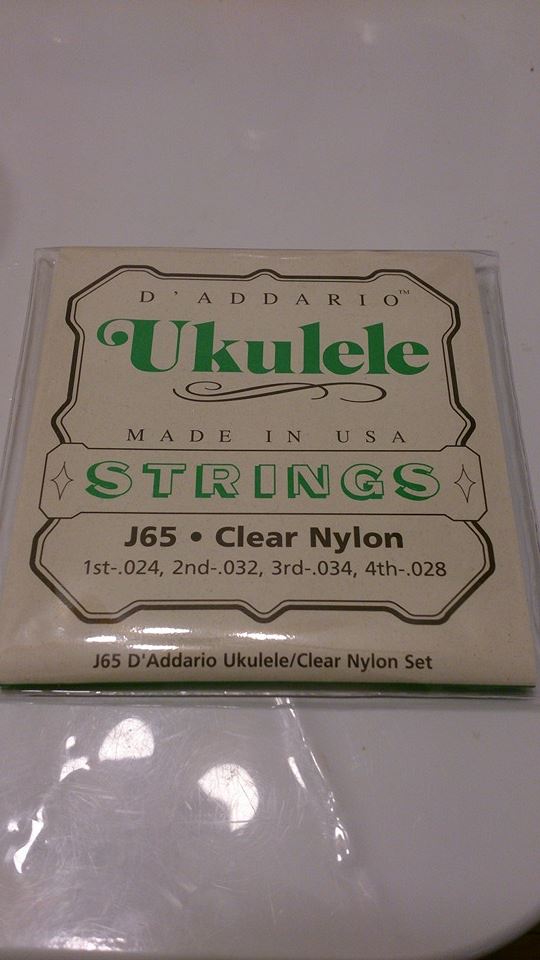 D'ADDARIO™
Ukulele
MADE IN USA
STRINGS
J65 • Clear Nylon
1st-.024, 2nd-.032, 3rd-.034, 4th-.028
J65 D'Addario Ukulele/Clear Nylon Set